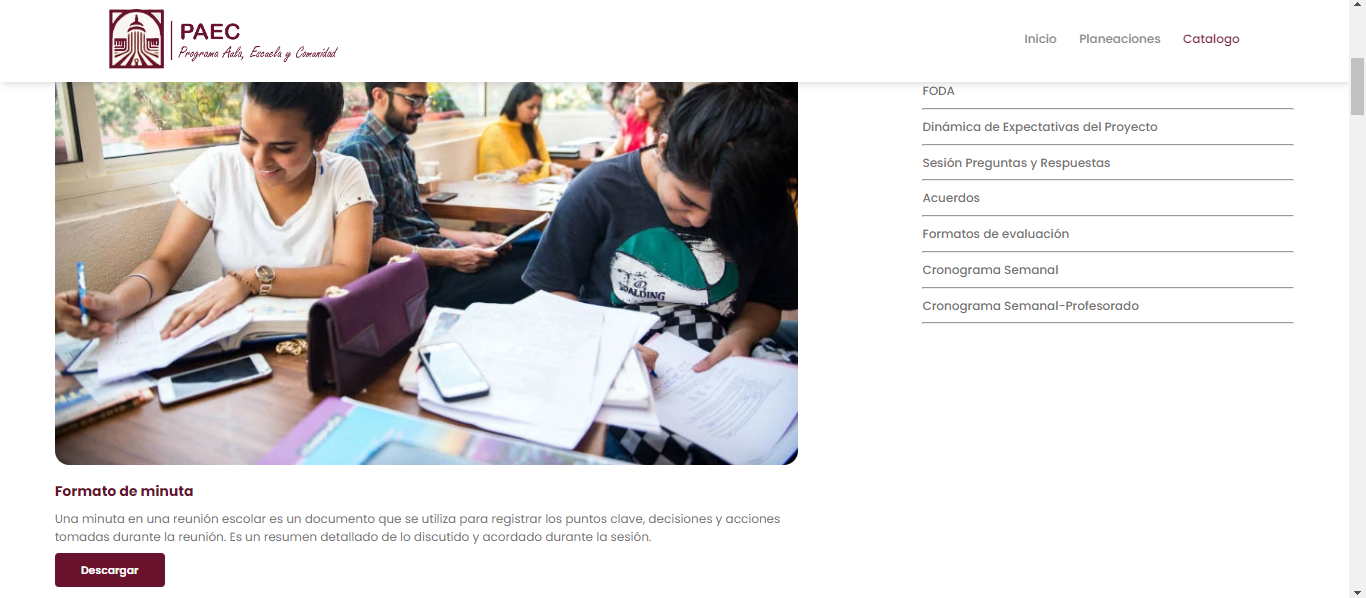 PAEC
Programa Aula, Escuela y Comunidad
Inicio
Planeaciones
Catalogo
SPALDING
Formato de minuta
Una minuta en una reunión escolar es un documento que se utiliza para registrar los puntos clave, decisiones y acciones
tomadas durante la reunión. Es un resumen detallado de lo discutido y acordado durante la sesión.
Descargar
FODA
Dinámica de Expectativas del Proyecto
Sesión Preguntas y Respuestas
Acuerdos
Formatos de evaluación
Cronograma Semanal
Cronograma Semanal-Profesorado